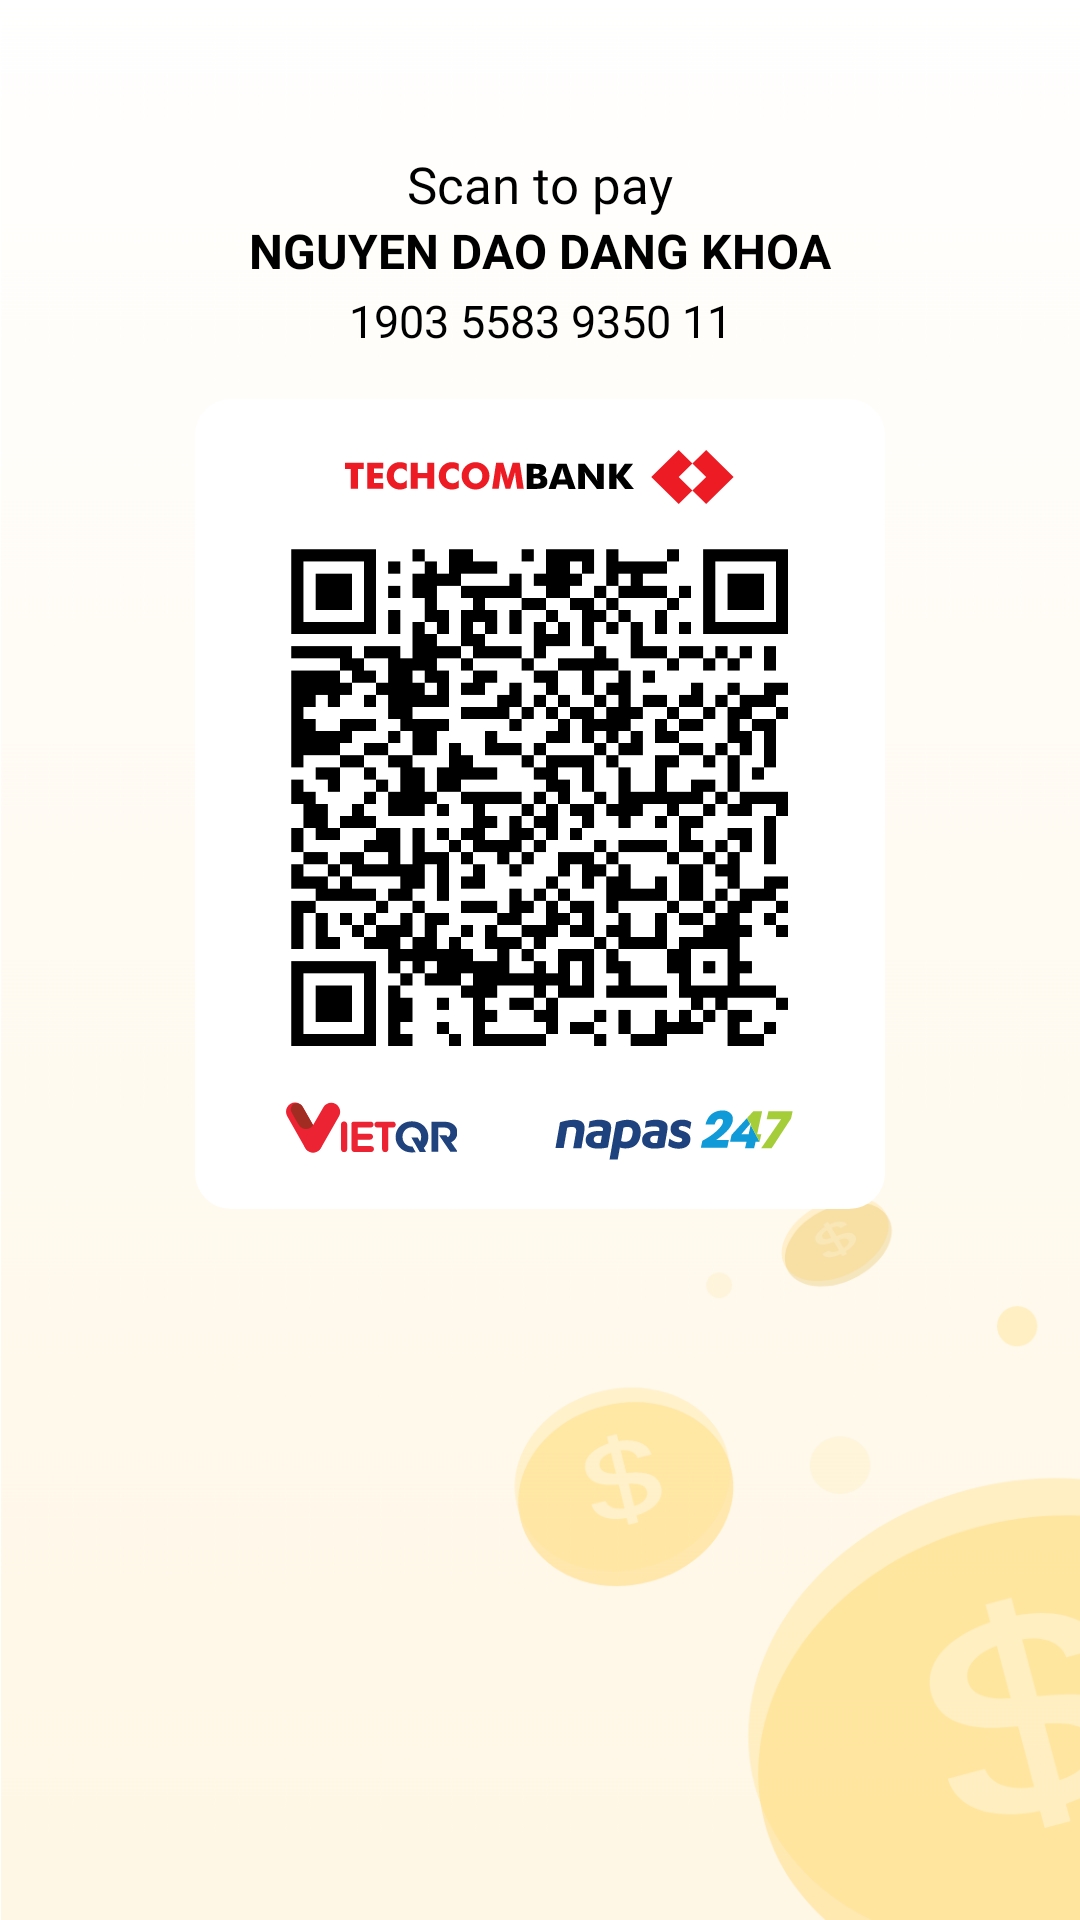 Scan to pay
NGUYEN DAO DANG KHOA
1903 5583 9350 11
TECHCOMBANK
VIETQR
napas 247
$
$
$